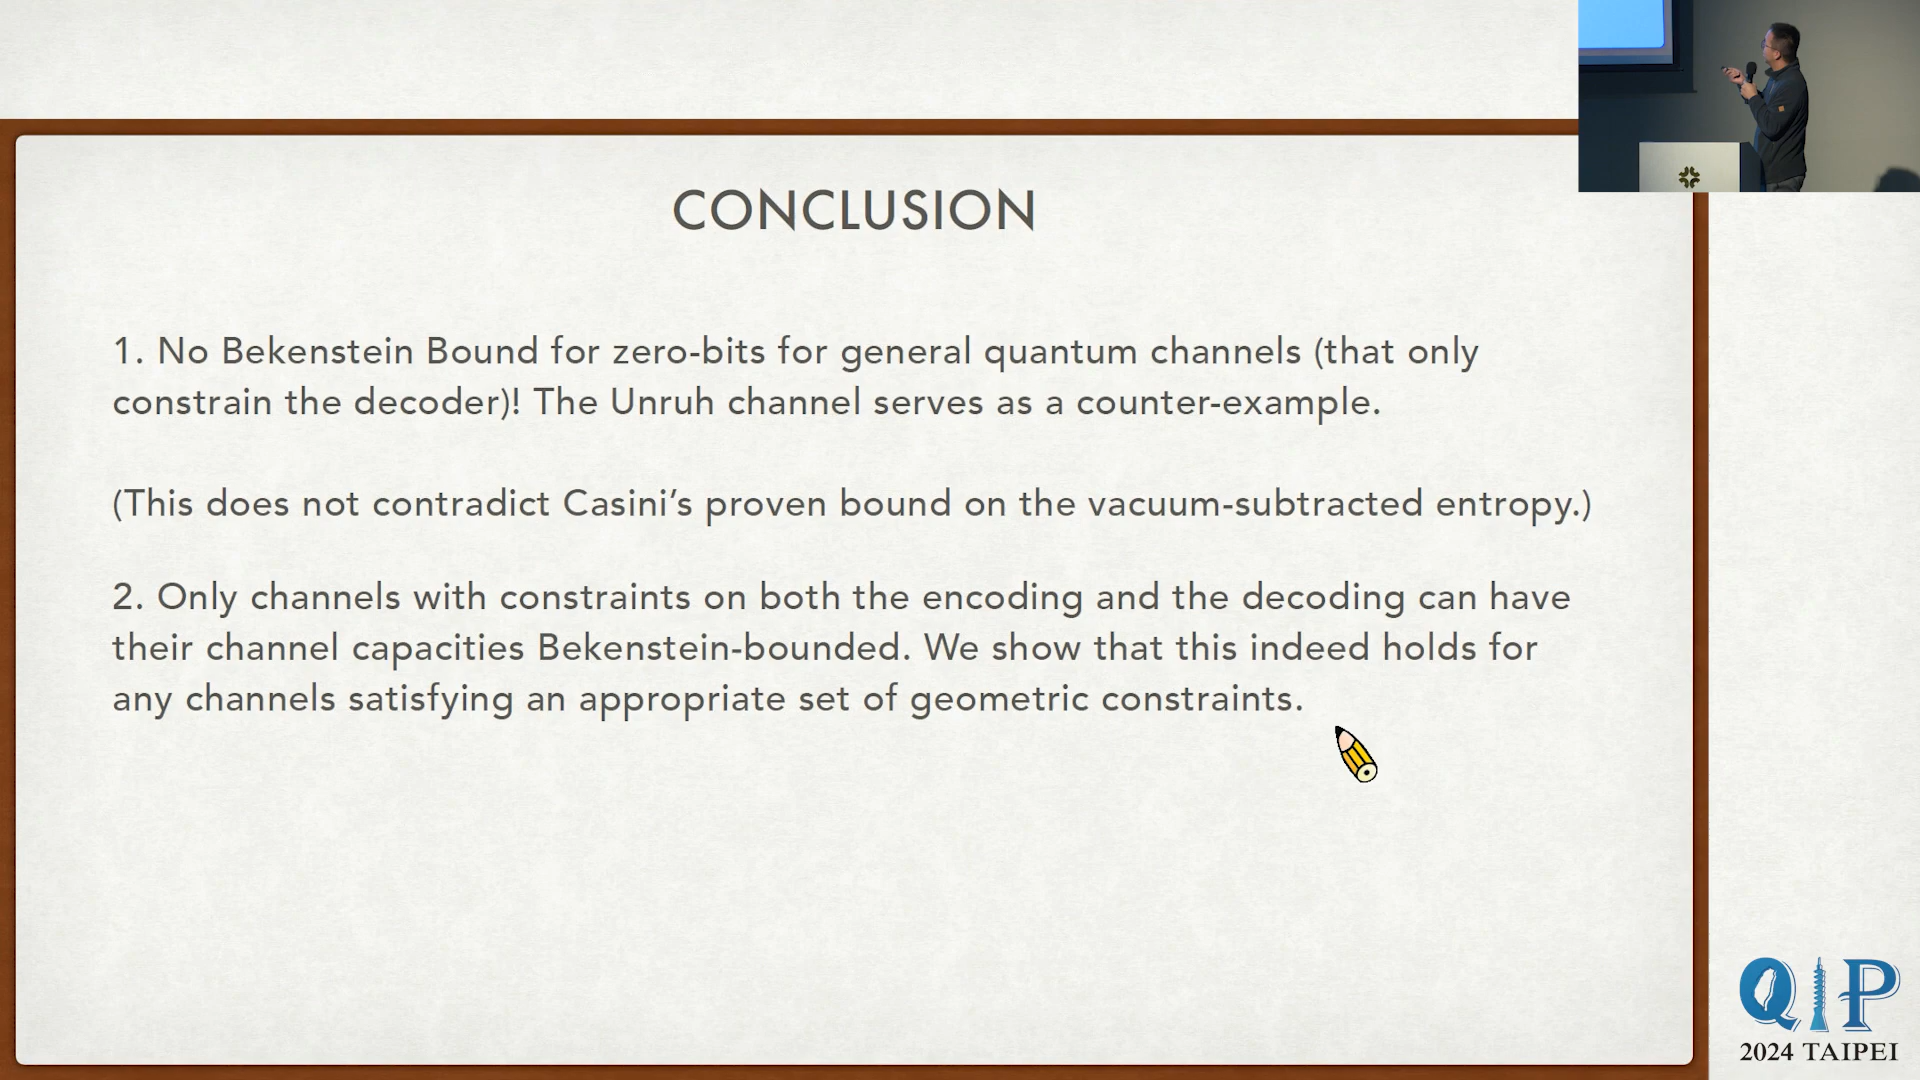 CONCLUSION
1. No Bekenstein Bound for zero-bits for general quantum channels (that only
constrain the decoder)! The Unruh channel serves as a counter-example.
(This does not contradict Casini’s proven bound on the vacuum-subtracted entropy.)
2. Only channels with constraints on both the encoding and the decoding can have
their channel capacities Bekenstein-bounded. We show that this indeed holds for
any channels satisfying an appropriate set of geometric constraints.
QIP
2024 TAIPEI